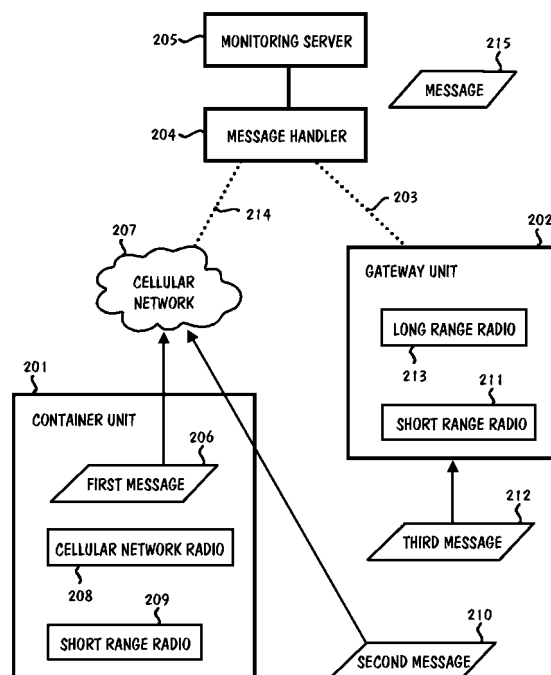 205
MONITORING SERVER
215
MESSAGE
204
MESSAGE HANDLER
214
203
207
CELLULAR
NETWORK
202
GATEWAY UNIT
LONG RANGE RADIO
213
211
SHORT RANGE RADIO
201
CONTAINER UNIT
206
FIRST MESSAGE
CELLULAR NETWORK RADIO
208
209
SHORT RANGE RADIO
212
THIRD MESSAGE
210
SECOND MESSAGE